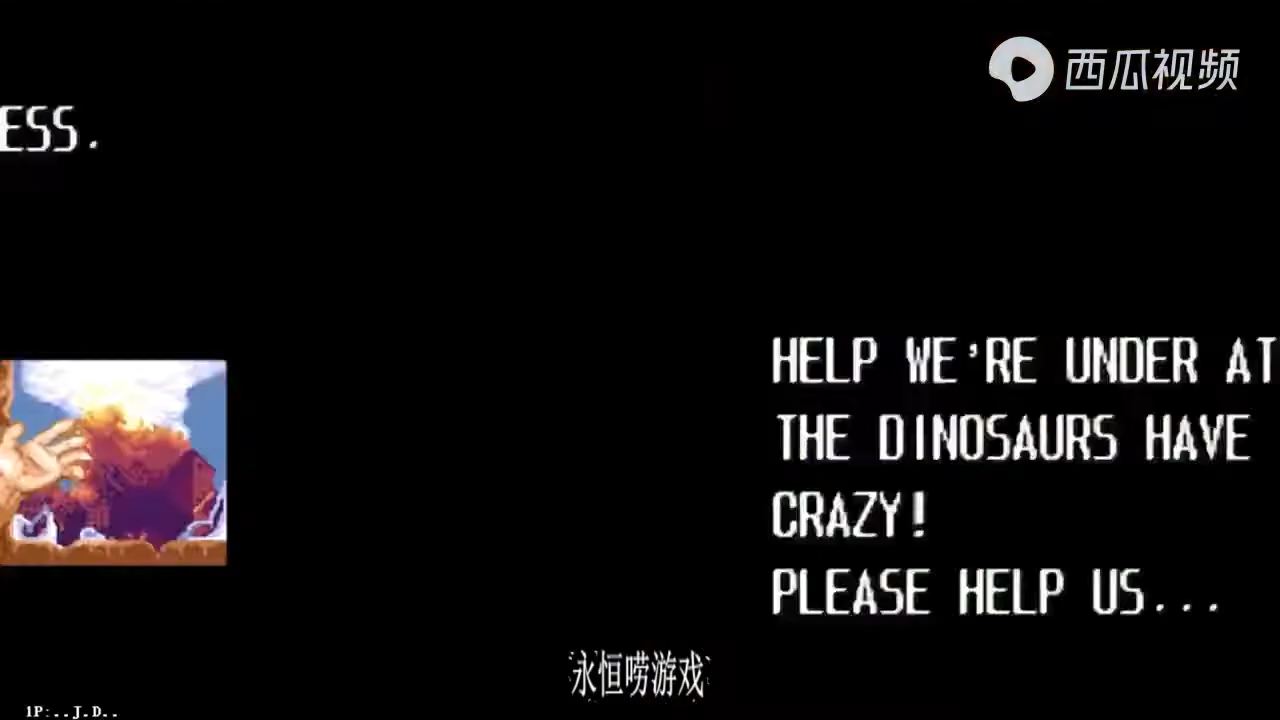 西瓜视频
ESS.
HELP WE'RE UNDER AT
THE DINOSAURS HAVE
CRAZY!
PLEASE HELP US...
永恒唠游戏
1P:..J.D..